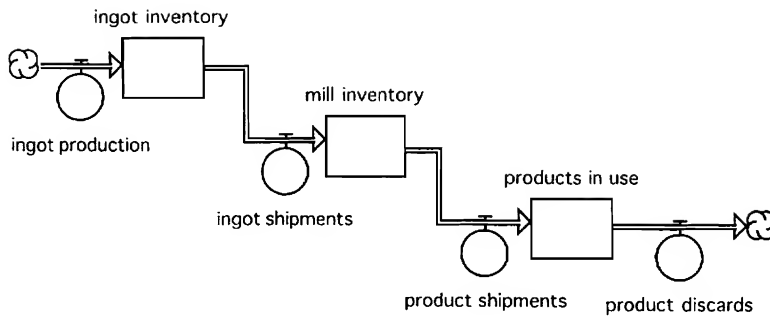 ingot inventory
ingot production
mill inventory
ingot shipments
products in use
product shipments
product discards